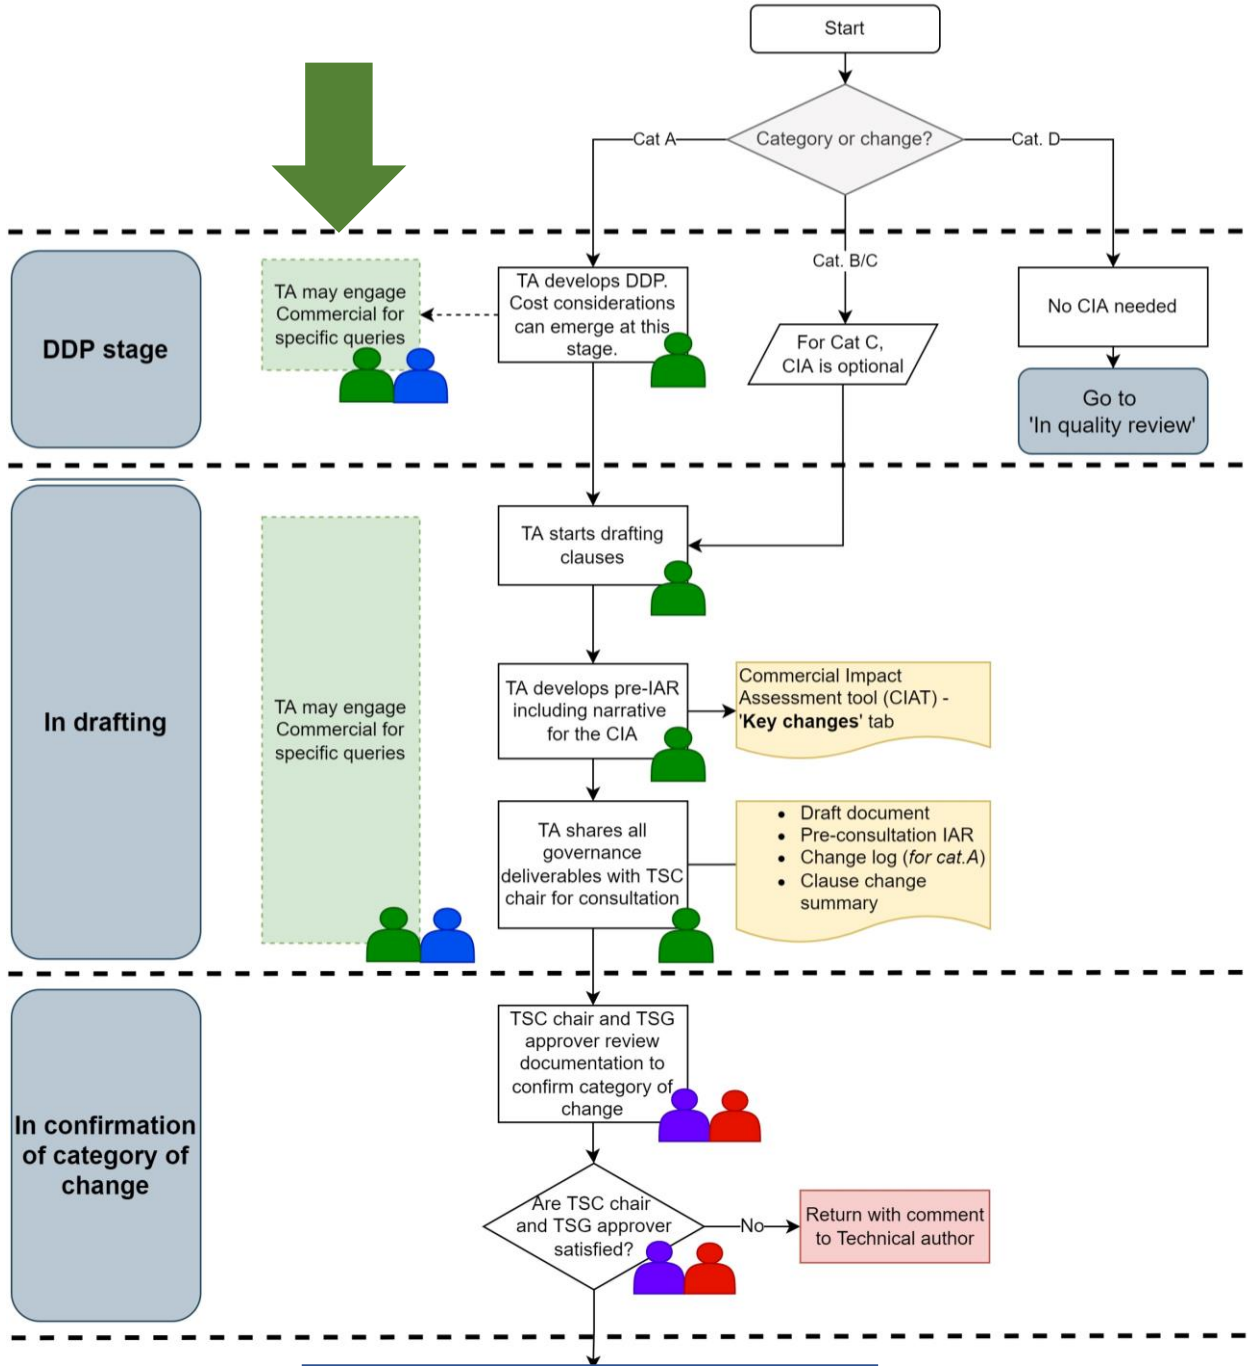 Start
Category or change?
Cat A
Cat. D
Cat. B/C
DDP stage
TA may engage
Commercial for
specific queries
TA develops DDP.
Cost considerations
can emerge at this
stage.
For Cat C,
CIA is optional
No CIA needed
Go to
'In quality review'
In drafting
TA may engage
Commercial for
specific queries
TA starts drafting
clauses
TA develops pre-IAR
including narrative
for the CIA
Commercial Impact
Assessment tool (CIAT) -
'Key changes' tab
TA shares all
governance
deliverables with TSC
chair for consultation
• Draft document
• Pre-consultation IAR
• Change log (for cat.A)
• Clause change
summary
In confirmation
of category of
change
TSC chair and TSG
approver review
documentation to
confirm category of
change
Are TSC chair
and TSG approver
satisfied?
No
Return with comment
to Technical author